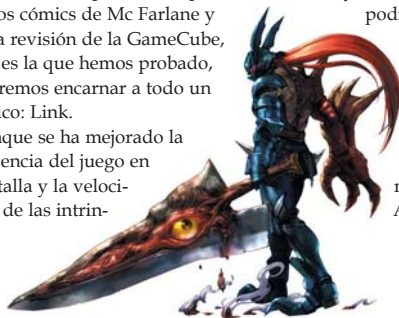 os cómics de Mc Farlane y
a revisión de la GameCube,
es la que hemos probado,
remos encarnar a todo un
ico: Link.
que se ha mejorado la
encia del juego en
talla y la veloci-
de las intrin-
pod